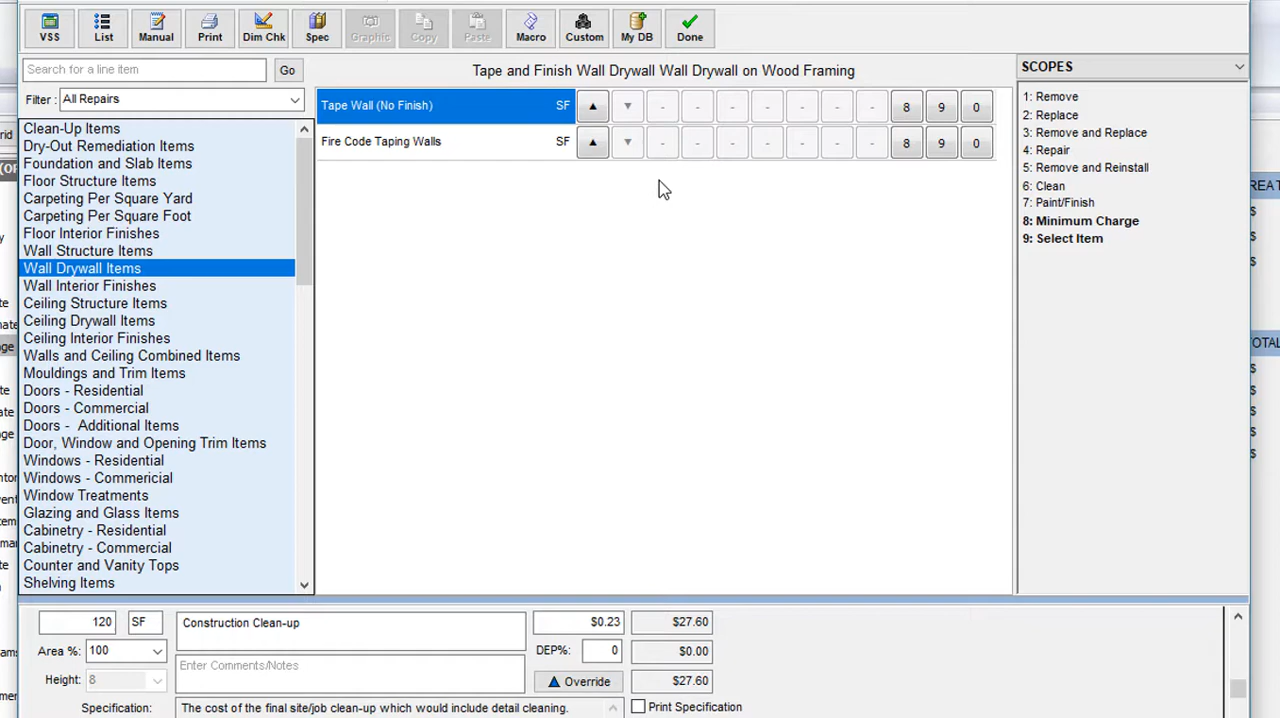 VSS List Manual Print Dim Chk Spec Graphic Copy Paste Macro Custom My DB Done
Search for a line item Go
Filter : All Repairs
Clean-Up Items
Dry-Out Remediation Items
Foundation and Slab Items
Floor Structure Items
Carpeting Per Square Yard
Carpeting Per Square Foot
Floor Interior Finishes
Wall Structure Items
Wall Drywall Items
Wall Interior Finishes
Ceiling Structure Items
Ceiling Drywall Items
Ceiling Interior Finishes
Walls and Ceiling Combined Items
Mouldings and Trim Items
Doors - Residential
Doors - Commercial
Doors - Additional Items
Door, Window and Opening Trim Items
Windows - Residential
Windows - Commericial
Window Treatments
Glazing and Glass Items
Cabinetry - Residential
Cabinetry - Commercial
Counter and Vanity Tops
Shelving Items
Tape and Finish Wall Drywall Wall Drywall on Wood Framing
Tape Wall (No Finish) SF ▲ ▼ - - - - - - - 8 9 0
Fire Code Taping Walls SF ▲ ▼ - - - - - - - 8 9 0
SCOPES
1: Remove
2: Replace
3: Remove and Replace
4: Repair
5: Remove and Reinstall
6: Clean
7: Paint/Finish
8: Minimum Charge
9: Select Item
120 SF Construction Clean-up $0.23 $27.60
Area %: 100 Enter Comments/Notes DEP%: 0 $0.00
Height: 8 Override $27.60
Specification: The cost of the final site/job clean-up which would include detail cleaning. Print Specification